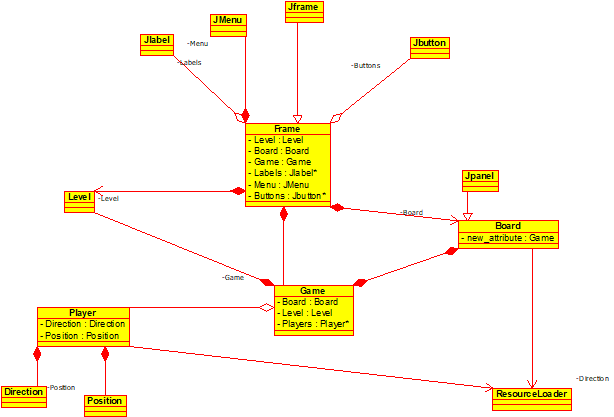 Jframe
JMenu
Jlabel
Jbutton
-Menu
-Labels
-Buttons
Frame
- Level : Level
- Board : Board
- Game : Game
- Labels : Jlabel*
- Menu : JMenu
- Buttons : Jbutton*
Jpanel
Level
-Level
-Board
Board
- new_attribute : Game
-Game
Game
- Board : Board
- Level : Level
- Players : Player*
Player
- Direction : Direction
- Position : Position
-Direction
Direction
-Position
Position
ResourceLoader